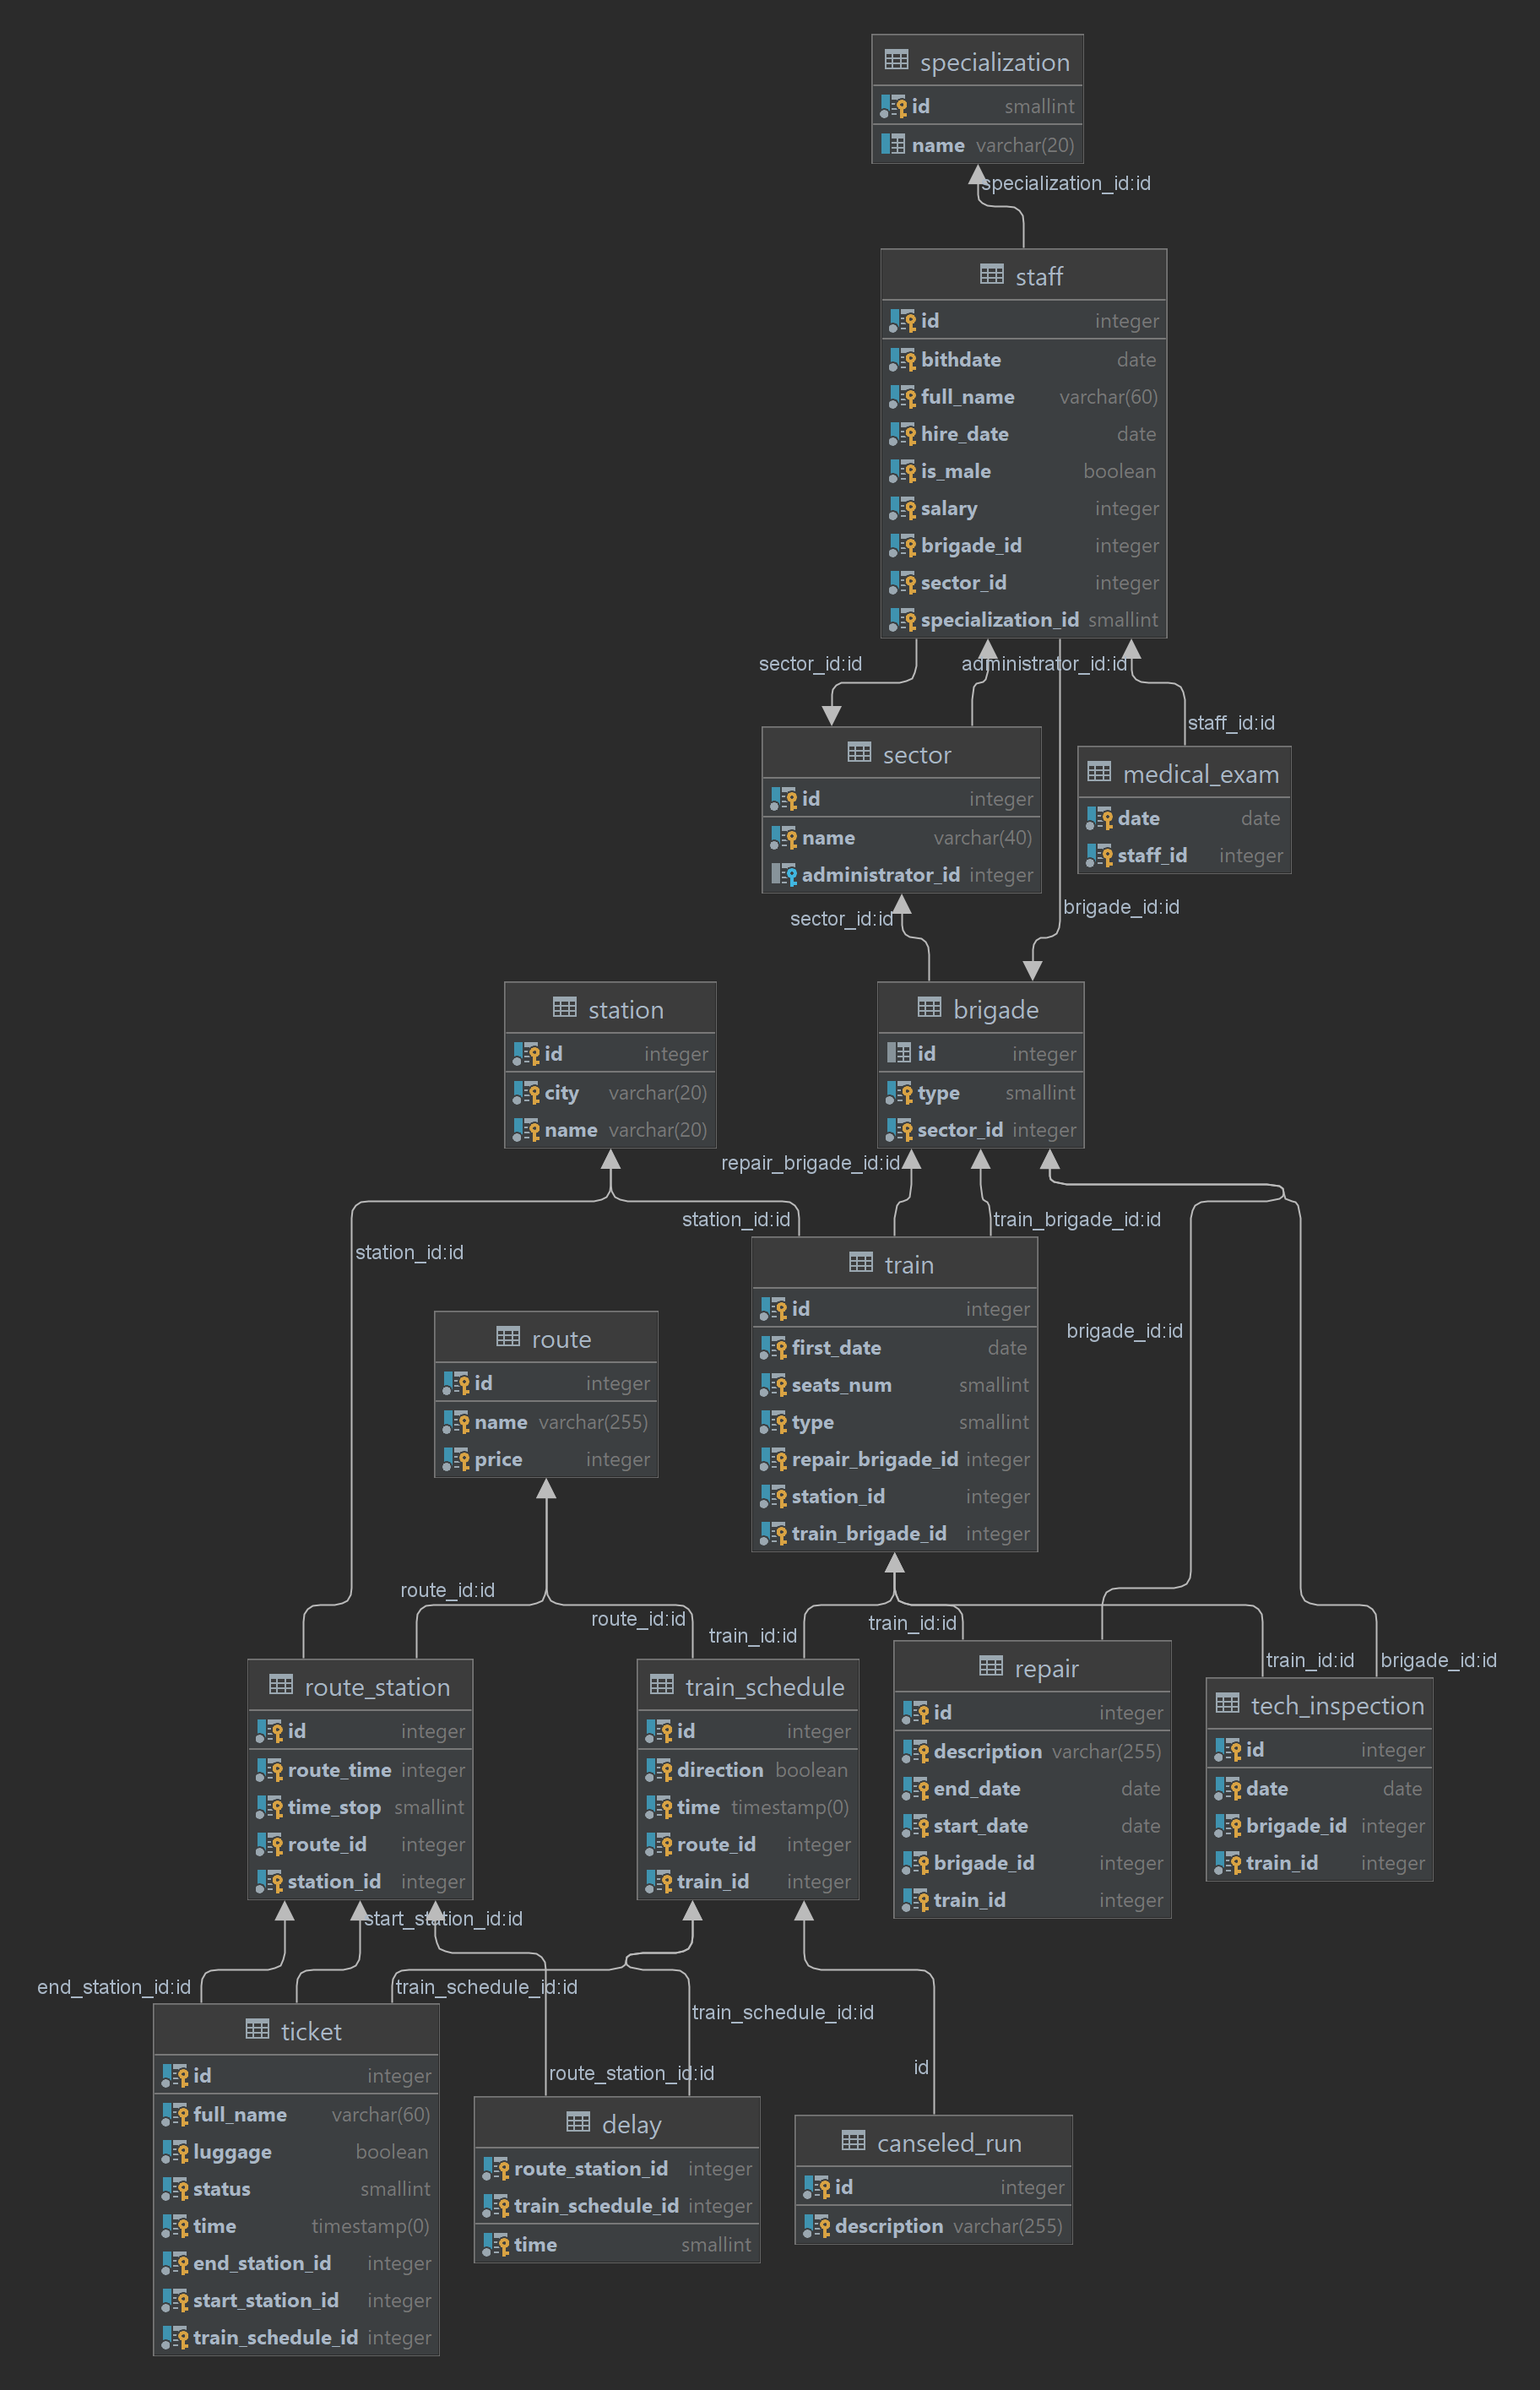 specialization
id smallint
name varchar(20)
specialization_id:id
staff
id integer
bithdate date
full_name varchar(60)
hire_date date
is_male boolean
salary integer
brigade_id integer
sector_id integer
specialization_id smallint
sector_id:id
administrator_id:id
staff_id:id
sector
id integer
name varchar(40)
administrator_id integer
medical_exam
date date
staff_id integer
sector_id:id
brigade_id:id
station
id integer
city varchar(20)
name varchar(20)
brigade
id integer
type smallint
sector_id integer
repair_brigade_id:id
station_id:id
train_brigade_id:id
station_id:id
train
id integer
first_date date
seats_num smallint
type smallint
repair_brigade_id integer
station_id integer
train_brigade_id integer
brigade_id:id
route
id integer
name varchar(255)
price integer
route_id:id
route_id:id
train_id:id
train_id:id
train_id:id
brigade_id:id
route_station
id integer
route_time integer
time_stop smallint
route_id integer
station_id integer
train_schedule
id integer
direction boolean
time timestamp(0)
route_id integer
train_id integer
repair
id integer
description varchar(255)
end_date date
start_date date
brigade_id integer
train_id integer
tech_inspection
id integer
date date
brigade_id integer
train_id integer
start_station_id:id
end_station_id:id
train_schedule_id:id
train_schedule_id:id
route_station_id:id
id
ticket
id integer
full_name varchar(60)
luggage boolean
status smallint
time timestamp(0)
end_station_id integer
start_station_id integer
train_schedule_id integer
delay
route_station_id integer
train_schedule_id integer
time smallint
canseled_run
id integer
description varchar(255)